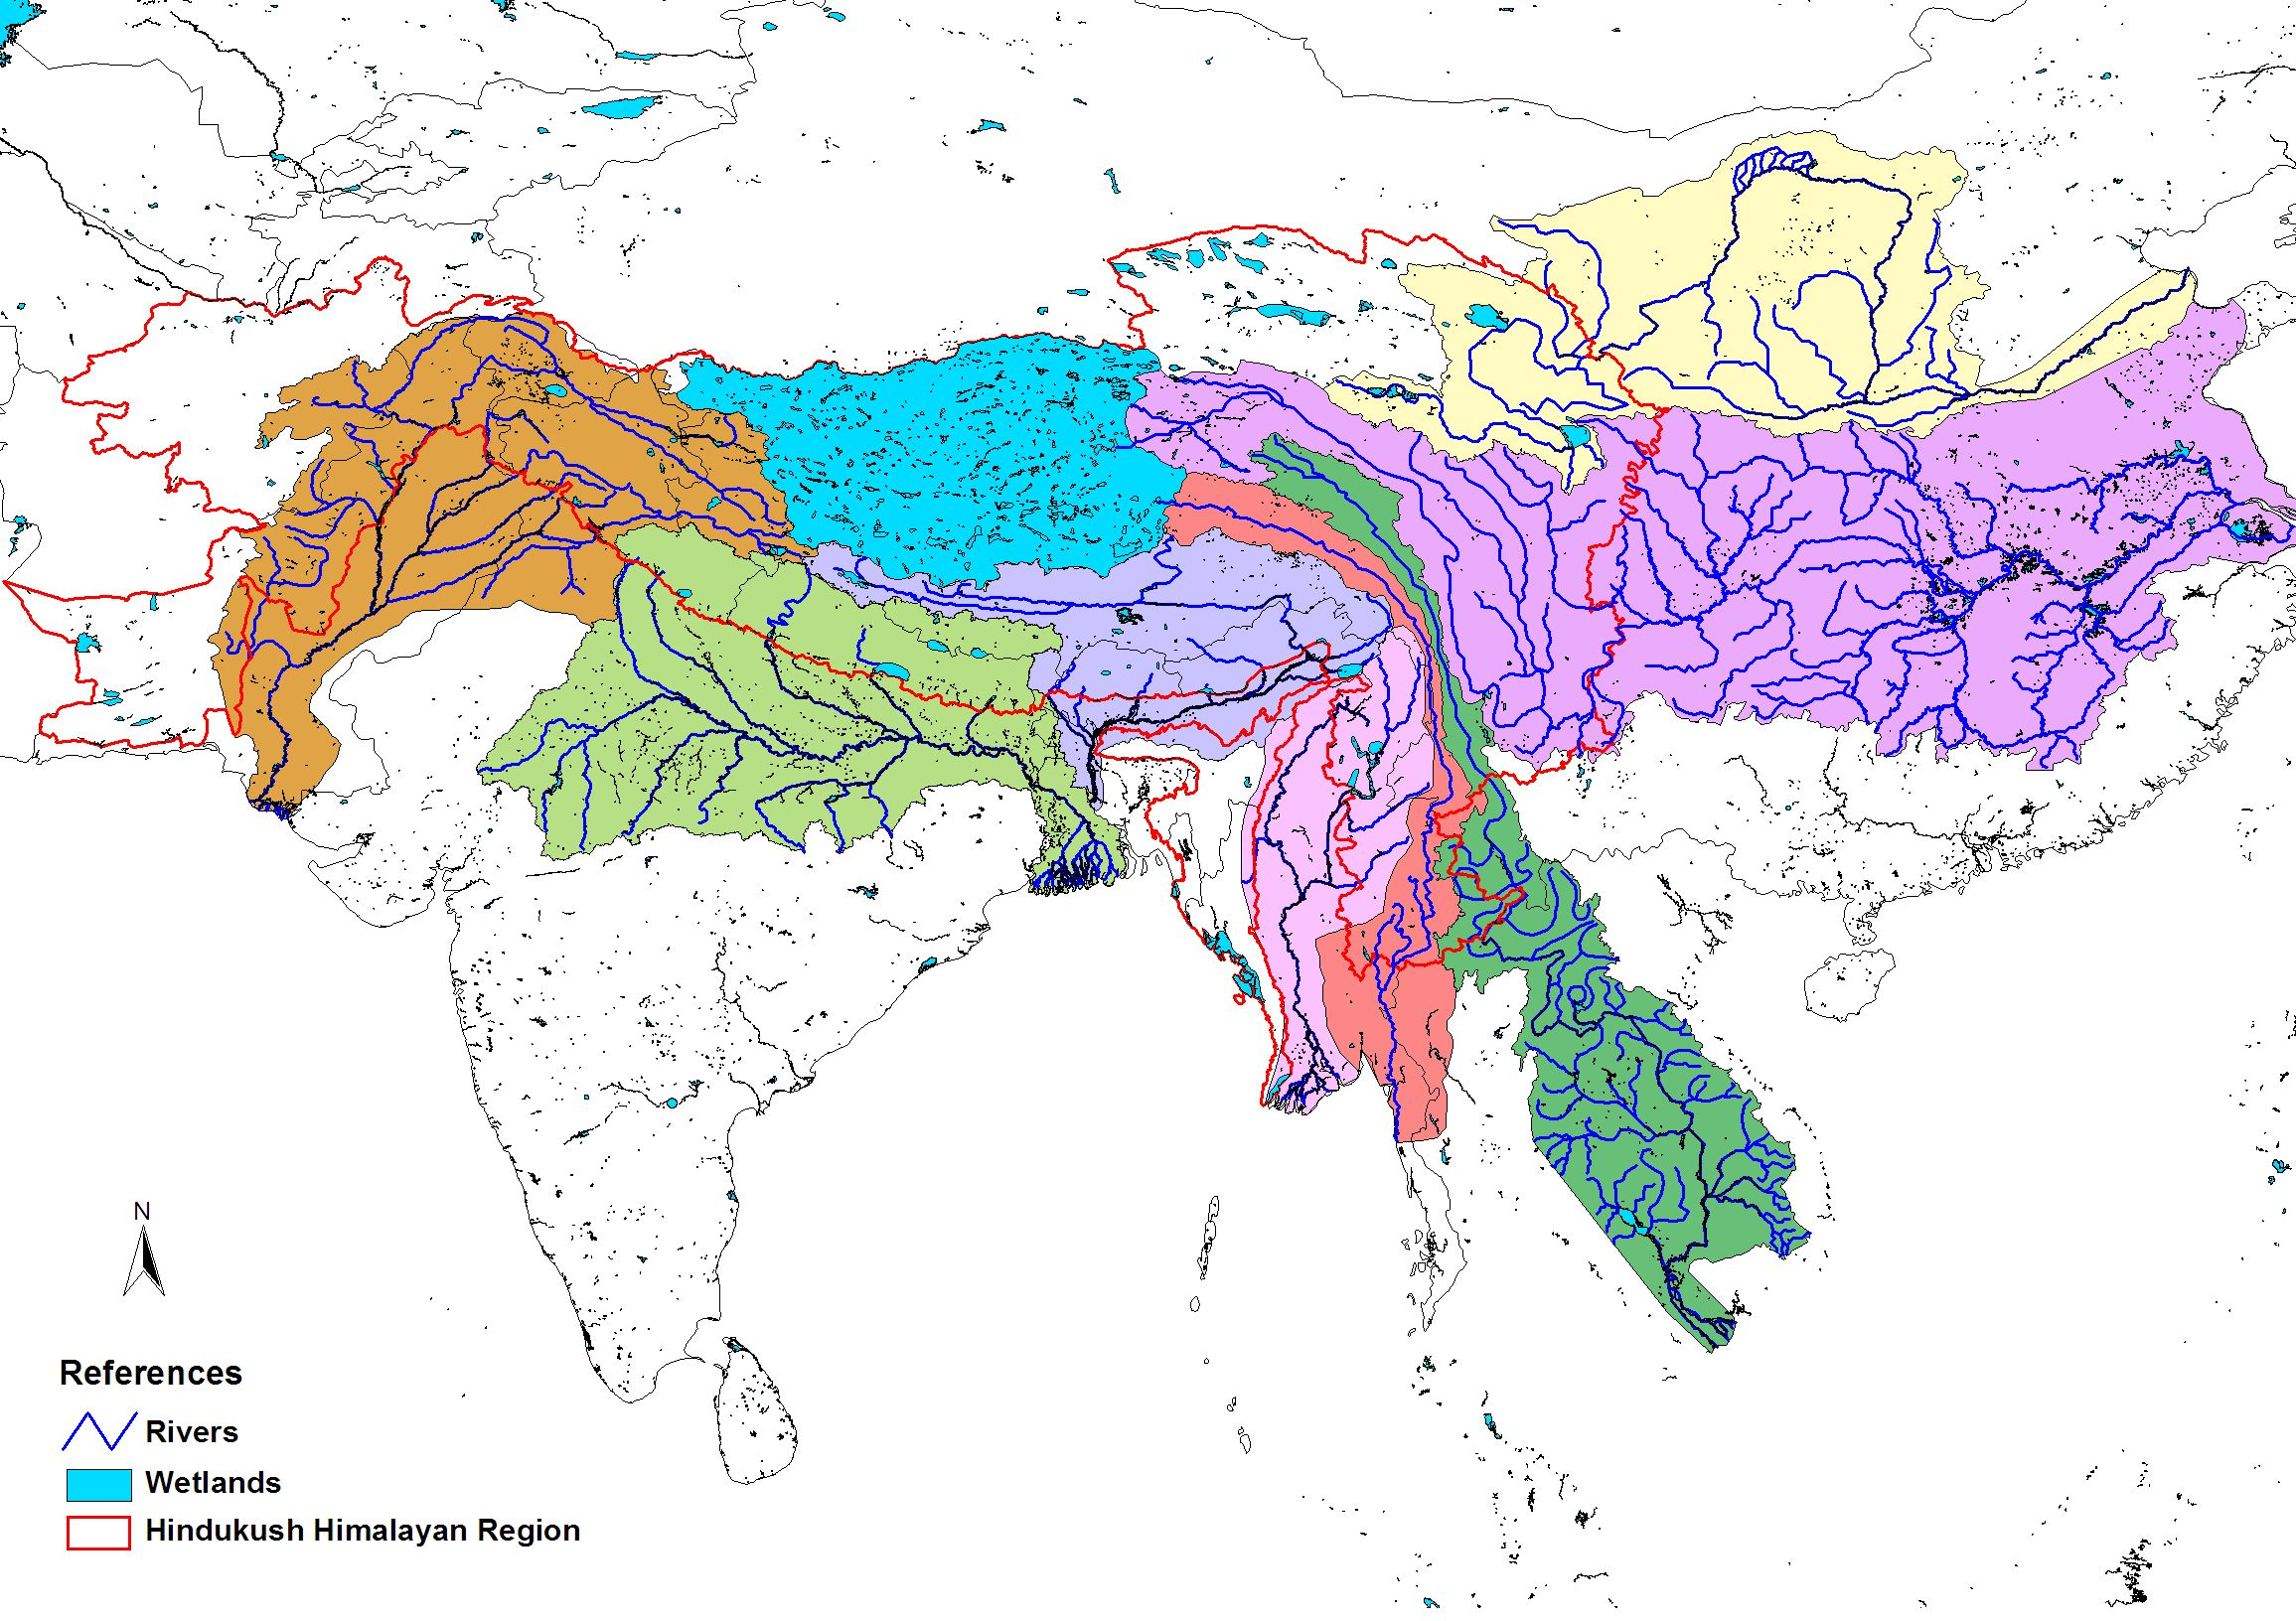 N
References
Rivers
Wetlands
Hindukush Himalayan Region